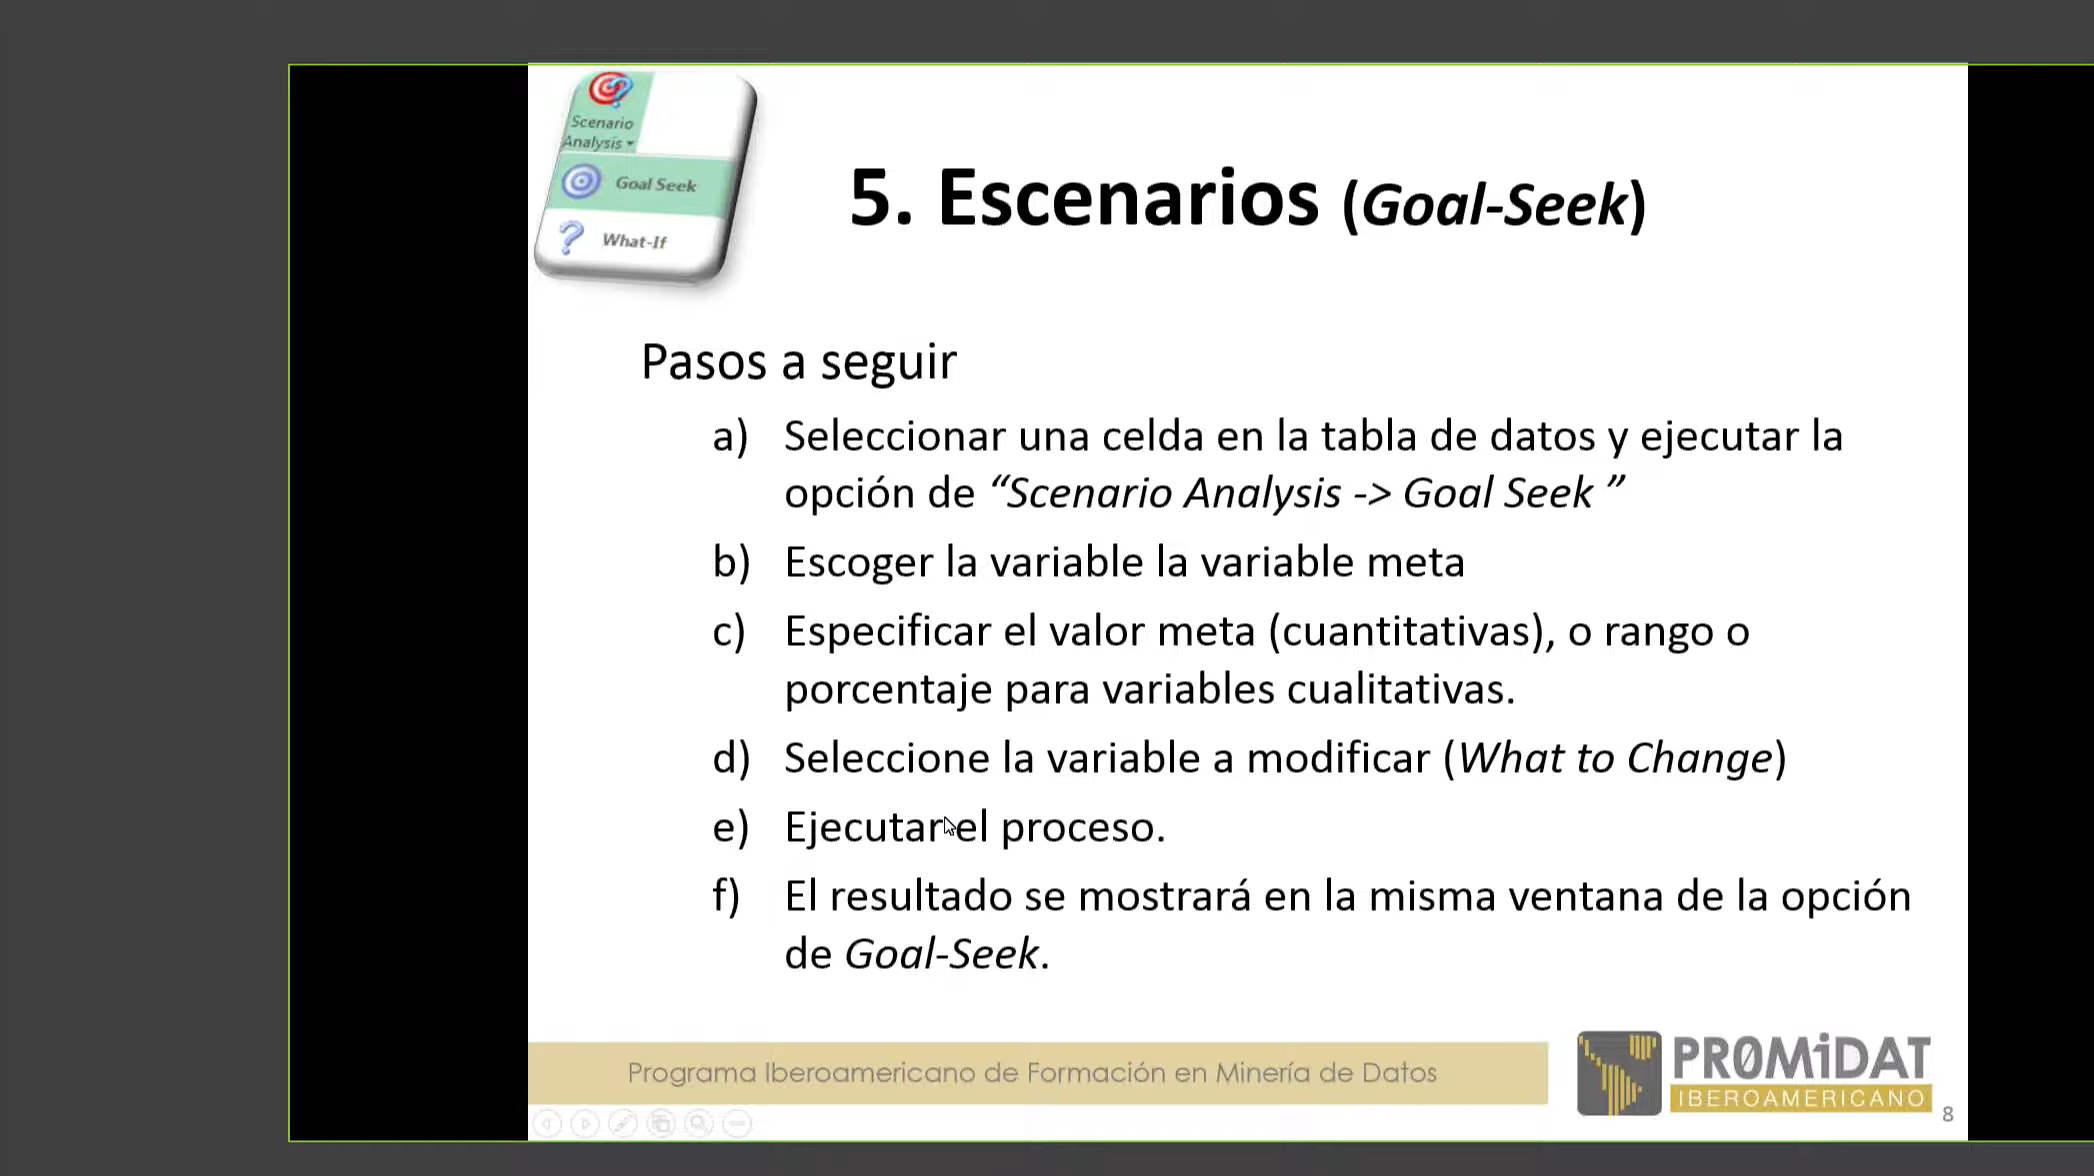 Scenario
Analysis
Goal Seek
What-If
5. Escenarios (Goal-Seek)
Pasos a seguir
a) Seleccionar una celda en la tabla de datos y ejecutar la
opción de “Scenario Analysis -> Goal Seek ”
b) Escoger la variable la variable meta
c) Especificar el valor meta (cuantitativas), o rango o
porcentaje para variables cualitativas.
d) Seleccione la variable a modificar (What to Change)
e) Ejecutar el proceso.
f) El resultado se mostrará en la misma ventana de la opción
de Goal-Seek.
Programa Iberoamericano de Formación en Minería de Datos
PR0MiDAT
IBEROAMERICANO
8